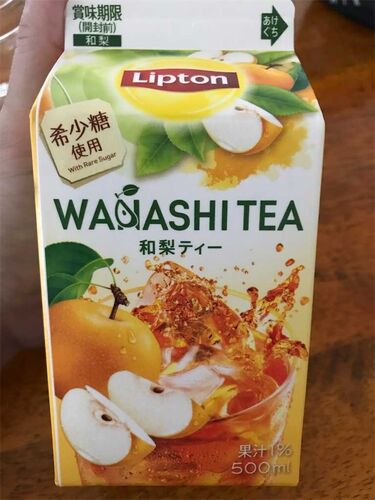 賞味期限
(開封前)
和梨
あけ
くち
Lipton
希少糖
使用
With Rare Sugar
WANASHI TEA
和梨ティー
果汁1%
500ml